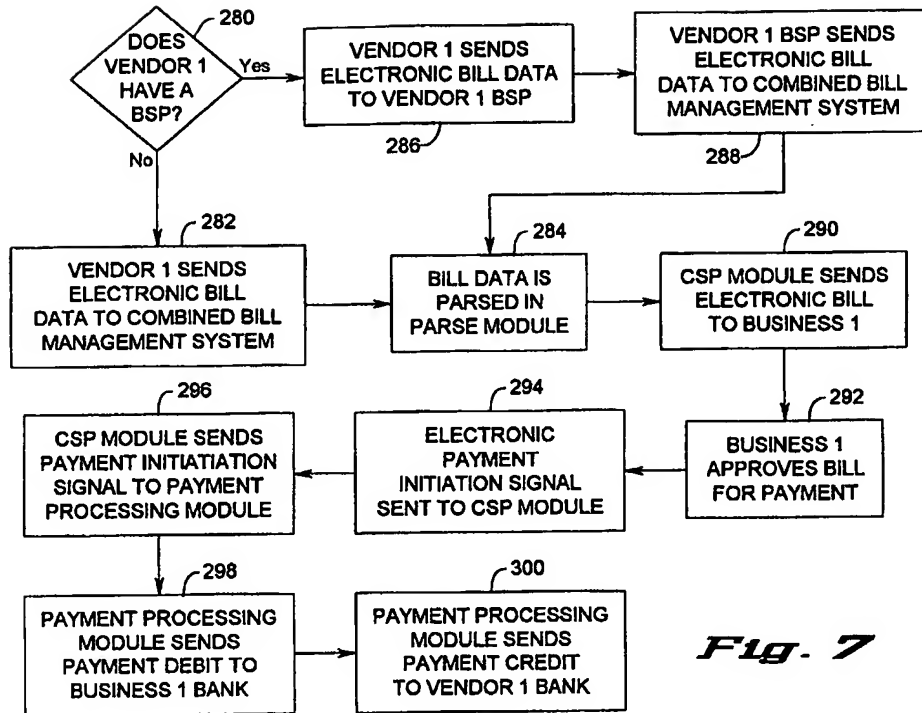 280
DOES
VENDOR 1
HAVE A
BSP?
Yes
No
VENDOR 1 SENDS
ELECTRONIC BILL DATA
TO VENDOR 1 BSP
286
VENDOR 1 BSP SENDS
ELECTRONIC BILL
DATA TO COMBINED BILL
MANAGEMENT SYSTEM
288
282
VENDOR 1 SENDS
ELECTRONIC BILL
DATA TO COMBINED BILL
MANAGEMENT SYSTEM
284
BILL DATA IS
PARSED IN
PARSE MODULE
290
CSP MODULE SENDS
ELECTRONIC BILL
TO BUSINESS 1
292
BUSINESS 1
APPROVES BILL
FOR PAYMENT
294
ELECTRONIC
PAYMENT
INITIATION SIGNAL
SENT TO CSP MODULE
296
CSP MODULE SENDS
PAYMENT INITIATIATION
SIGNAL TO PAYMENT
PROCESSING MODULE
298
PAYMENT PROCESSING
MODULE SENDS
PAYMENT DEBIT TO
BUSINESS 1 BANK
300
PAYMENT PROCESSING
MODULE SENDS
PAYMENT CREDIT
TO VENDOR 1 BANK
Fig. 7